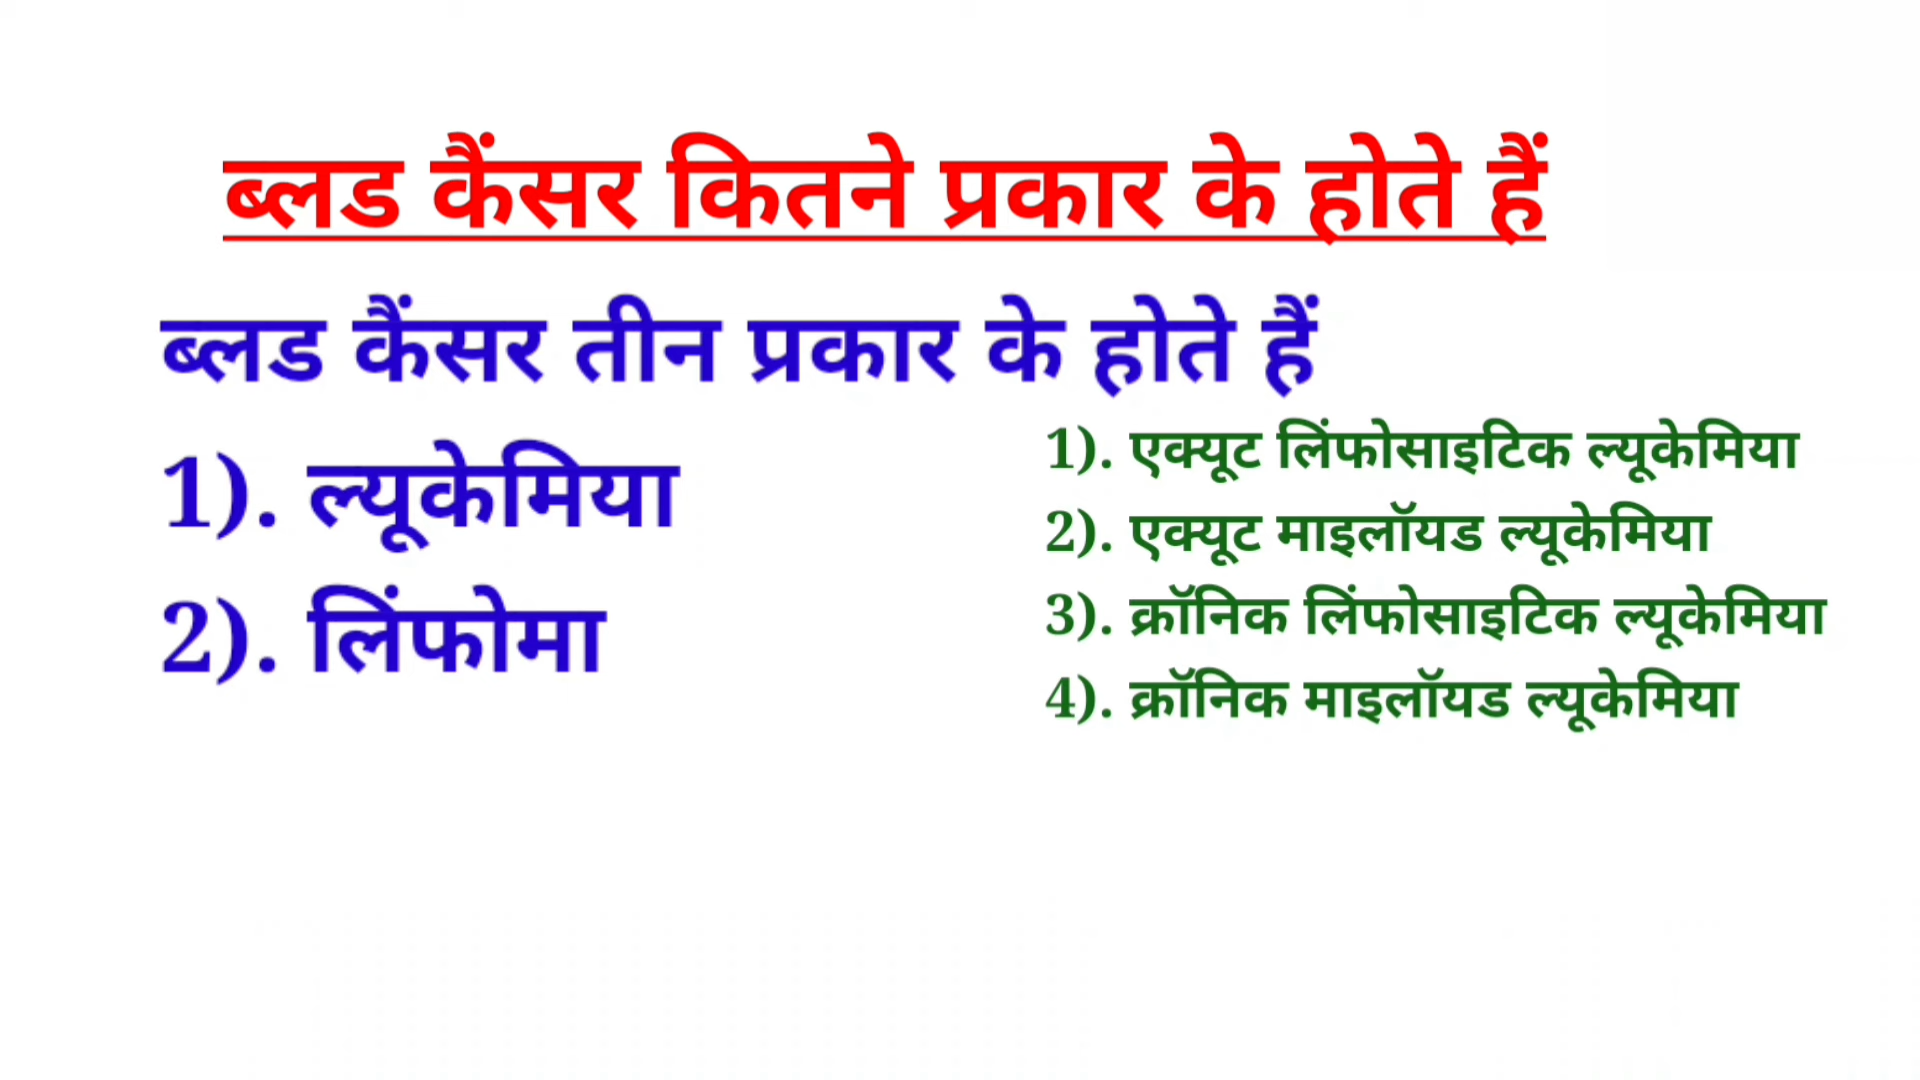 ब्लड कैंसर कितने प्रकार के होते हैं
ब्लड कैंसर तीन प्रकार के होते हैं
1). ल्यूकेमिया
2). लिंफोमा
1). एक्यूट लिंफोसाइटिक ल्यूकेमिया
2). एक्यूट माइलॉयड ल्यूकेमिया
3). क्रॉनिक लिंफोसाइटिक ल्यूकेमिया
4). क्रॉनिक माइलॉयड ल्यूकेमिया